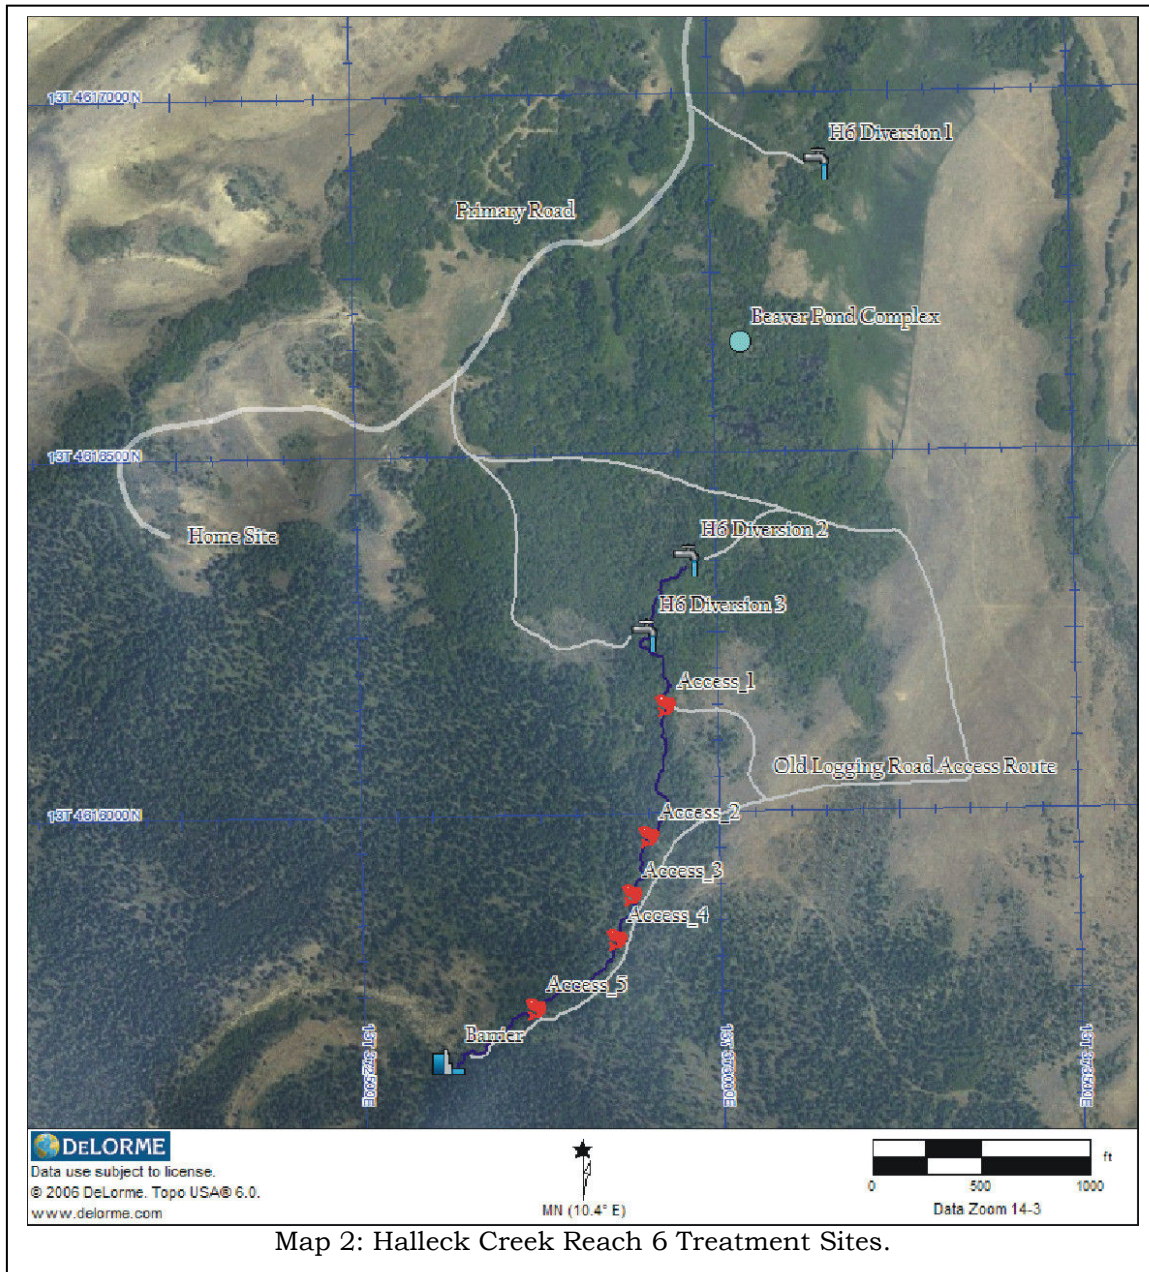 13T 4617000N
H6 Diversion 1
Primary Road
Beaver Pond Complex
13T 4616500N
Home Site
H6 Diversion 2
H6 Diversion 3
Access_1
Old Logging Road Access Route
13T 4616000N
Access_2
Access_3
Access_4
Access_5
Barrier
13T 372500E
13T 373000E
13T 373500E
DELORME
Data use subject to license.
© 2006 DeLorme. Topo USA® 6.0.
www.delorme.com
MN (10.4° E)
ft
0 500 1000
Data Zoom 14-3
Map 2: Halleck Creek Reach 6 Treatment Sites.